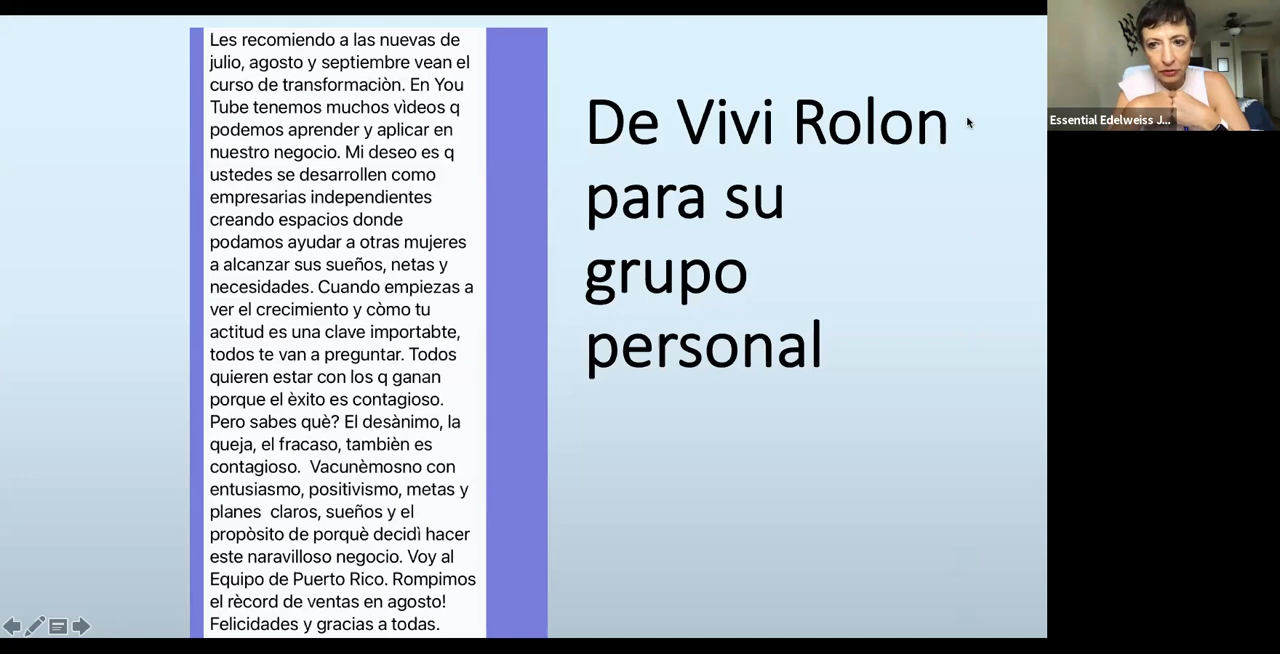 Les recomiendo a las nuevas de
julio, agosto y septiembre vean el
curso de transformaciòn. En You
Tube tenemos muchos vìdeos q
podemos aprender y aplicar en
nuestro negocio. Mi deseo es q
ustedes se desarrollen como
empresarias independientes
creando espacios donde
podamos ayudar a otras mujeres
a alcanzar sus sueños, netas y
necesidades. Cuando empiezas a
ver el crecimiento y còmo tu
actitud es una clave importabte,
todos te van a preguntar. Todos
quieren estar con los q ganan
porque el èxito es contagioso.
Pero sabes què? El desànimo, la
queja, el fracaso, tambièn es
contagioso.  Vacunèmosno con
entusiasmo, positivismo, metas y
planes  claros, sueños y el
propòsito de porquè decidì hacer
este naravilloso negocio. Voy al
Equipo de Puerto Rico. Rompimos
el rècord de ventas en agosto!
Felicidades y gracias a todas.
De Vivi Rolon
para su
grupo
personal
Essential Edelweiss J...